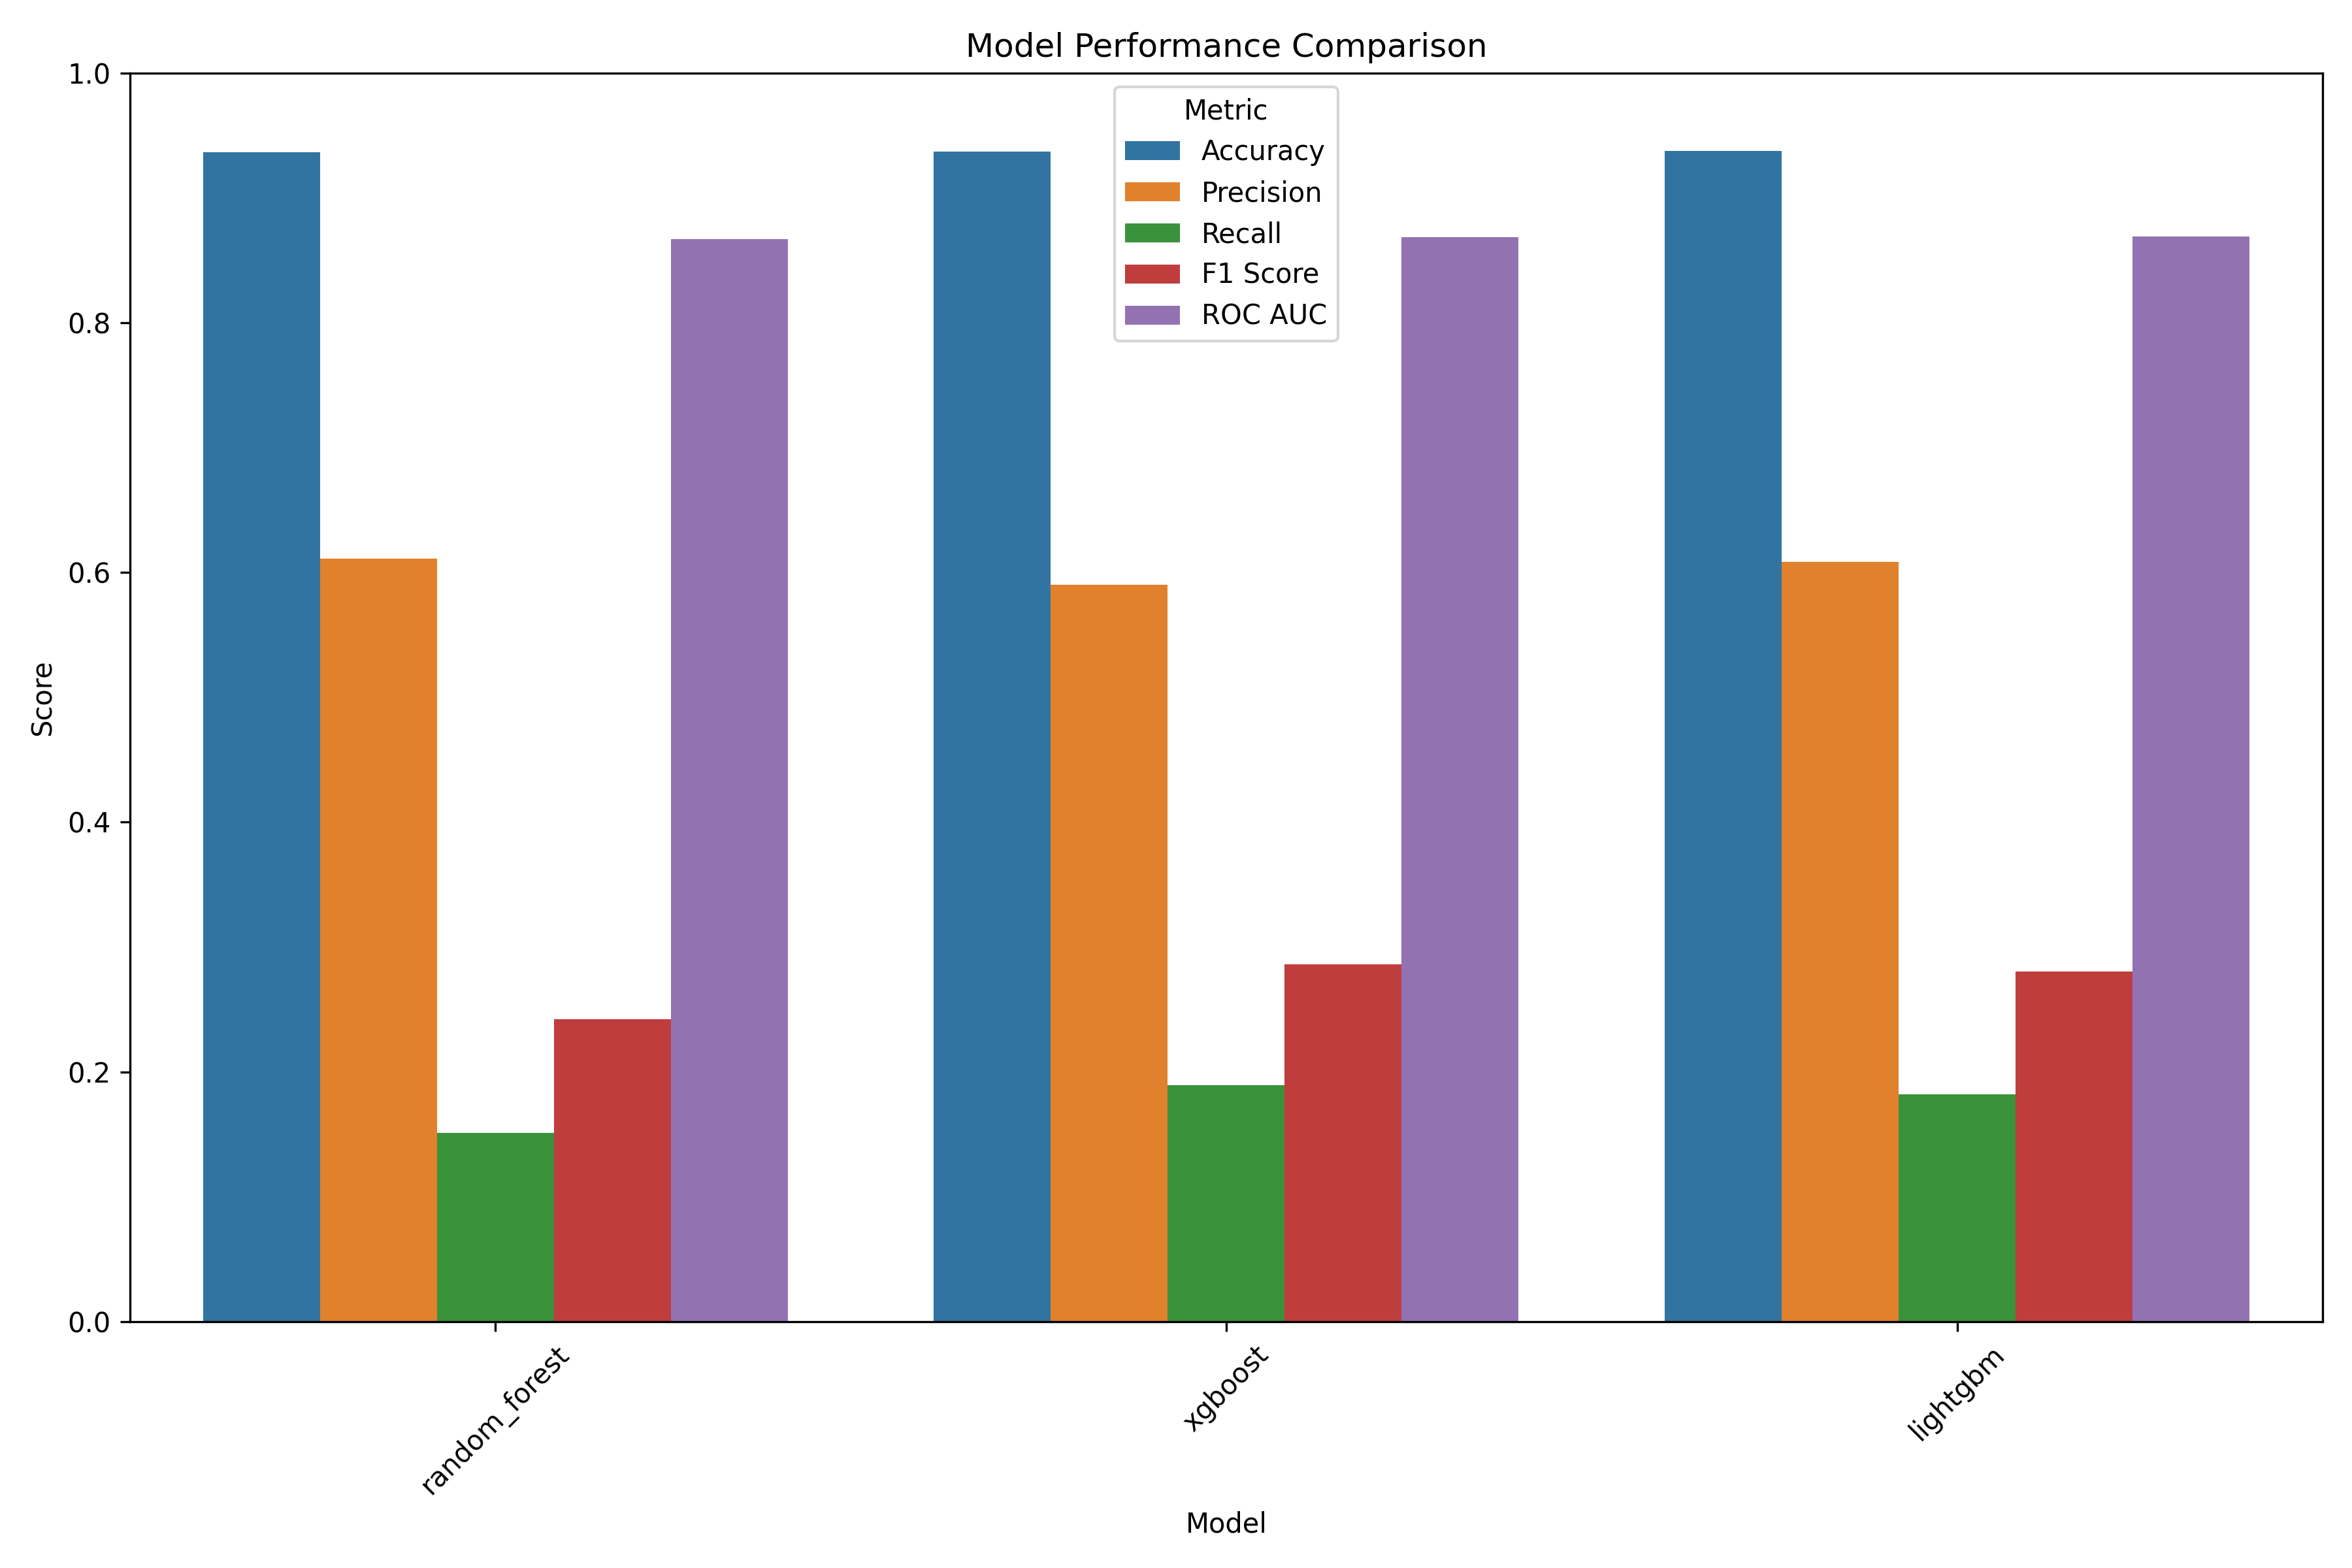 Model Performance Comparison
1.0
0.8
0.6
0.4
0.2
0.0
Score
Metric
Accuracy
Precision
Recall
F1 Score
ROC AUC
random_forest
xgboost
lightgbm
Model